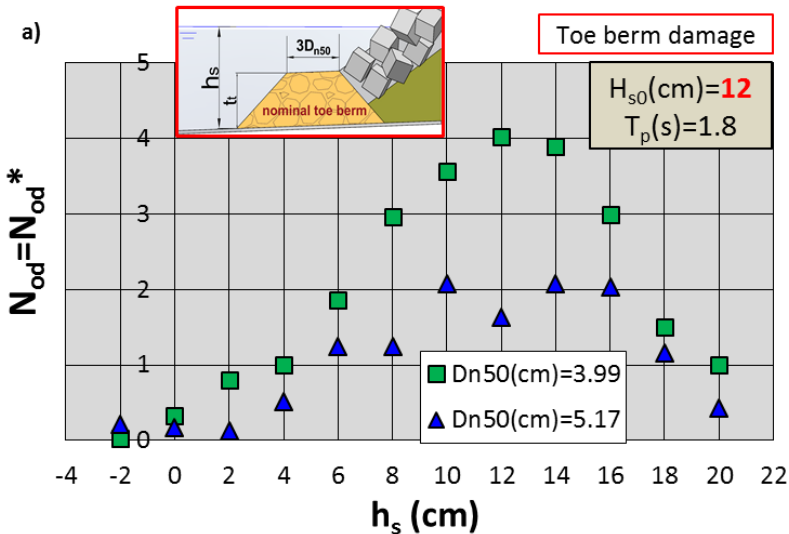 a)
Toe berm damage
3Dn50
hs
tt
nominal toe berm
Hs0(cm)=12
Tp(s)=1.8
Nod=Nod*
5
4
3
2
1
0
Dn50(cm)=3.99
Dn50(cm)=5.17
-4 -2 0 2 4 6 8 10 12 14 16 18 20 22
hs (cm)